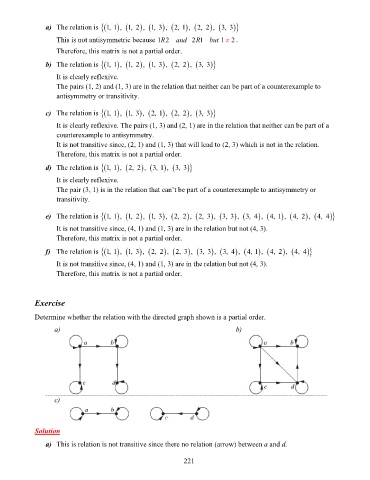 a) The relation is {(1, 1), (1, 2), (1, 3), (2, 1), (2, 2), (3, 3)}
This is not antisymmetric because 1R2 and 2R1 but 1 ≠ 2.
Therefore, this matrix is not a partial order.
b) The relation is {(1, 1), (1, 2), (1, 3), (2, 2), (3, 3)}
It is clearly reflexive.
The pairs (1, 2) and (1, 3) are in the relation that neither can be part of a counterexample to
antisymmetry or transitivity.
c) The relation is {(1, 1), (1, 3), (2, 1), (2, 2), (3, 3)}
It is clearly reflexive. The pairs (1, 3) and (2, 1) are in the relation that neither can be part of a
counterexample to antisymmetry.
It is not transitive since, (2, 1) and (1, 3) that will lead to (2, 3) which is not in the relation.
Therefore, this matrix is not a partial order.
d) The relation is {(1, 1), (2, 2), (3, 1), (3, 3)}
It is clearly reflexive.
The pair (3, 1) is in the relation that can't be part of a counterexample to antisymmetry or
transitivity.
e) The relation is {(1, 1), (1, 2), (1, 3), (2, 2), (2, 3), (3, 3), (3, 4), (4, 1), (4, 2), (4, 4)}
It is not transitive since, (4, 1) and (1, 3) are in the relation but not (4, 3).
Therefore, this matrix is not a partial order.
f) The relation is {(1, 1), (1, 3), (2, 2), (2, 3), (3, 3), (3, 4), (4, 1), (4, 2), (4, 4)}
It is not transitive since, (4, 1) and (1, 3) are in the relation but not (4, 3).
Therefore, this matrix is not a partial order.
Exercise
Determine whether the relation with the directed graph shown is a partial order.
a) b)
a b a b
c d c d
c)
a b c d
Solution
a) This is relation is not transitive since there no relation (arrow) between a and d.
221